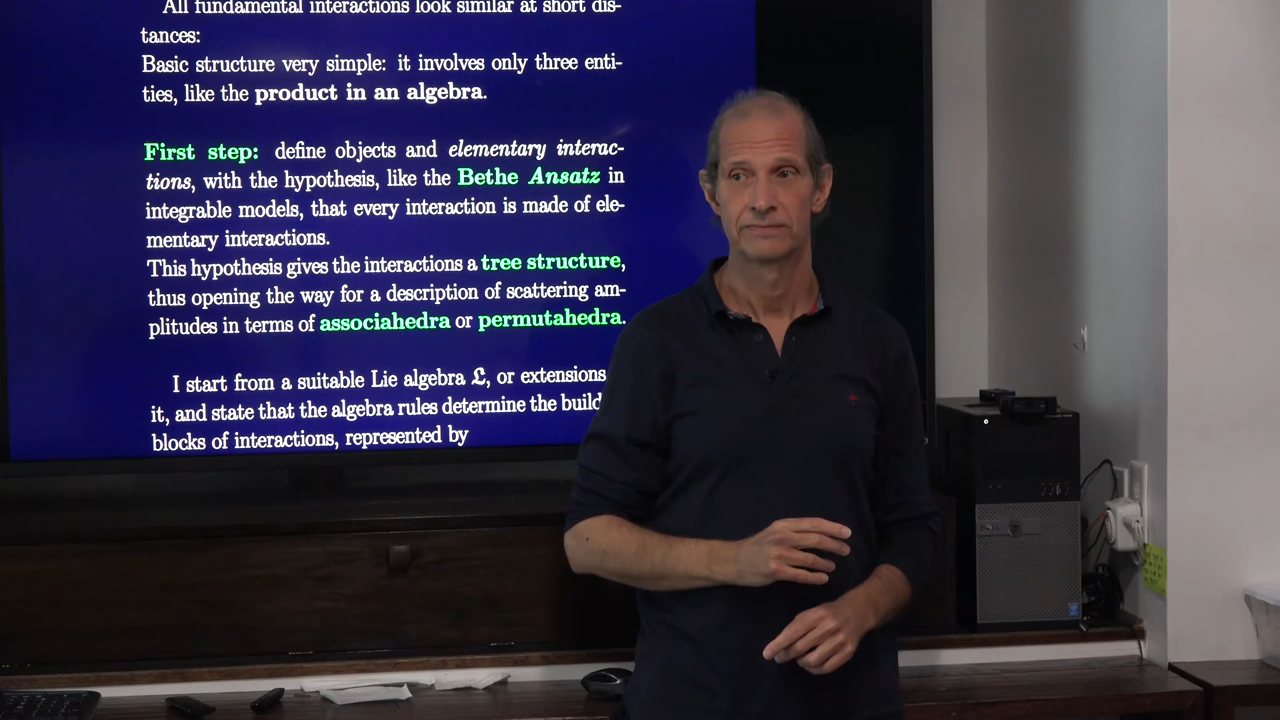 All fundamental interactions look similar at short dis-
tances:
Basic structure very simple: it involves only three enti-
ties, like the product in an algebra.
First step: define objects and elementary interac-
tions, with the hypothesis, like the Bethe Ansatz in
integrable models, that every interaction is made of ele-
mentary interactions.
This hypothesis gives the interactions a tree structure,
thus opening the way for a description of scattering am-
plitudes in terms of associahedra or permutahedra.
I start from a suitable Lie algebra 𝕷, or extensions
it, and state that the algebra rules determine the build
blocks of interactions, represented by
DELL